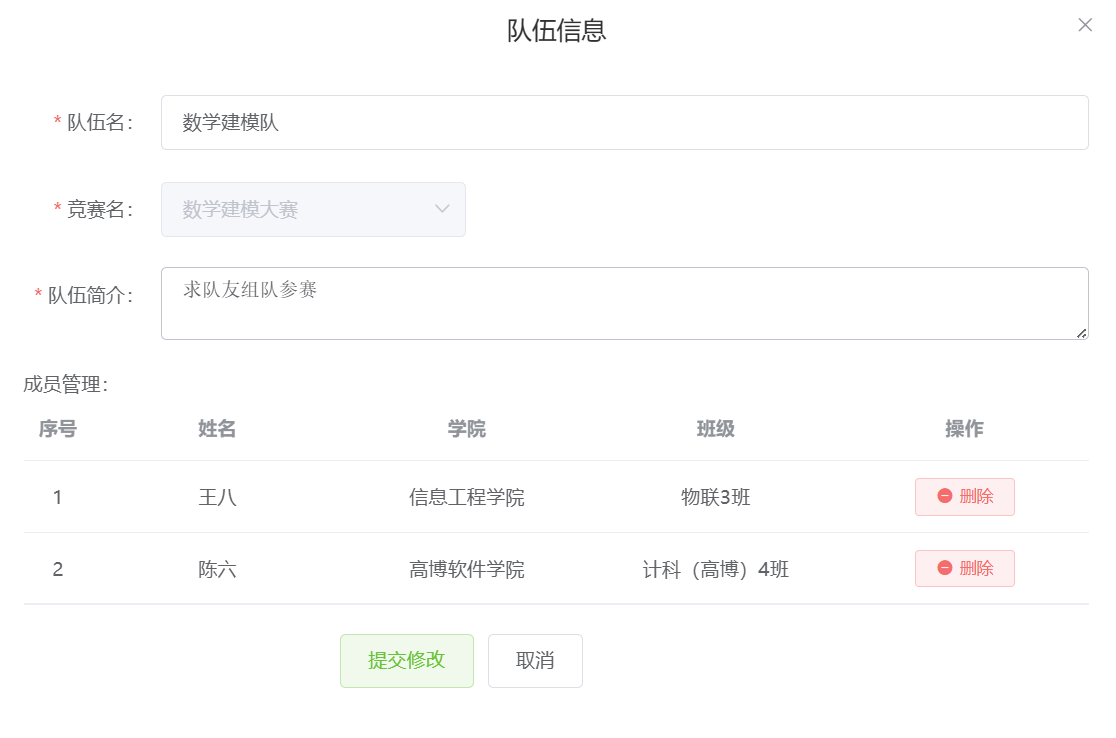 队伍信息
* 队伍名： 数学建模队
* 竞赛名： 数学建模大赛
* 队伍简介： 求队友组队参赛
成员管理：
序号 姓名 学院 班级 操作
1 王八 信息工程学院 物联3班 删除
2 陈六 高博软件学院 计科（高博）4班 删除
提交修改 取消